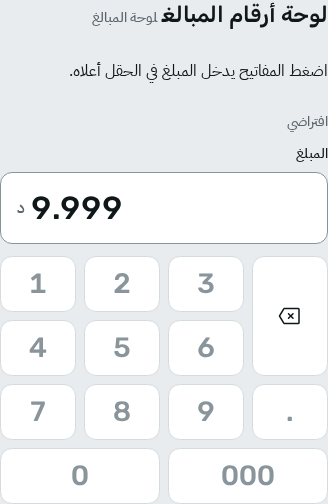 لوحة أرقام المبالغ لوحة المبالغ
اضغط المفاتيح يدخل المبلغ في الحقل أعلاه.
افتراضي
المبلغ
9.999 د
1 2 3
4 5 6
7 8 9 .
0 000